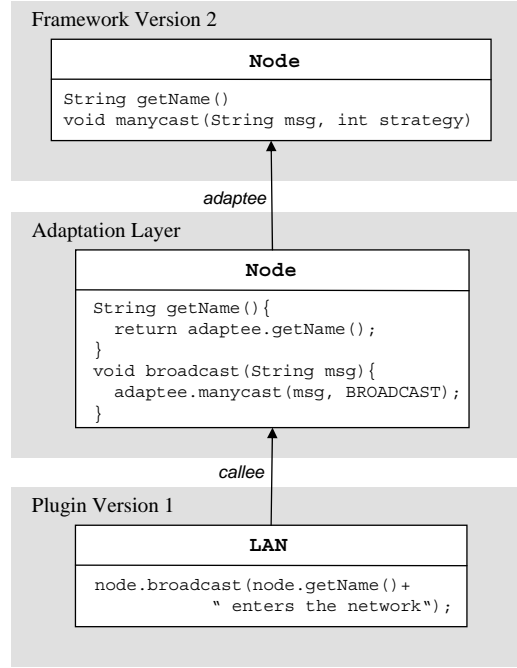 Framework Version 2
Node
String getName()
void manycast(String msg, int strategy)
adaptee
Adaptation Layer
Node
String getName(){
return adaptee.getName();
}
void broadcast(String msg){
adaptee.manycast(msg, BROADCAST);
}
callee
Plugin Version 1
LAN
node.broadcast(node.getName()+
“ enters the network“);